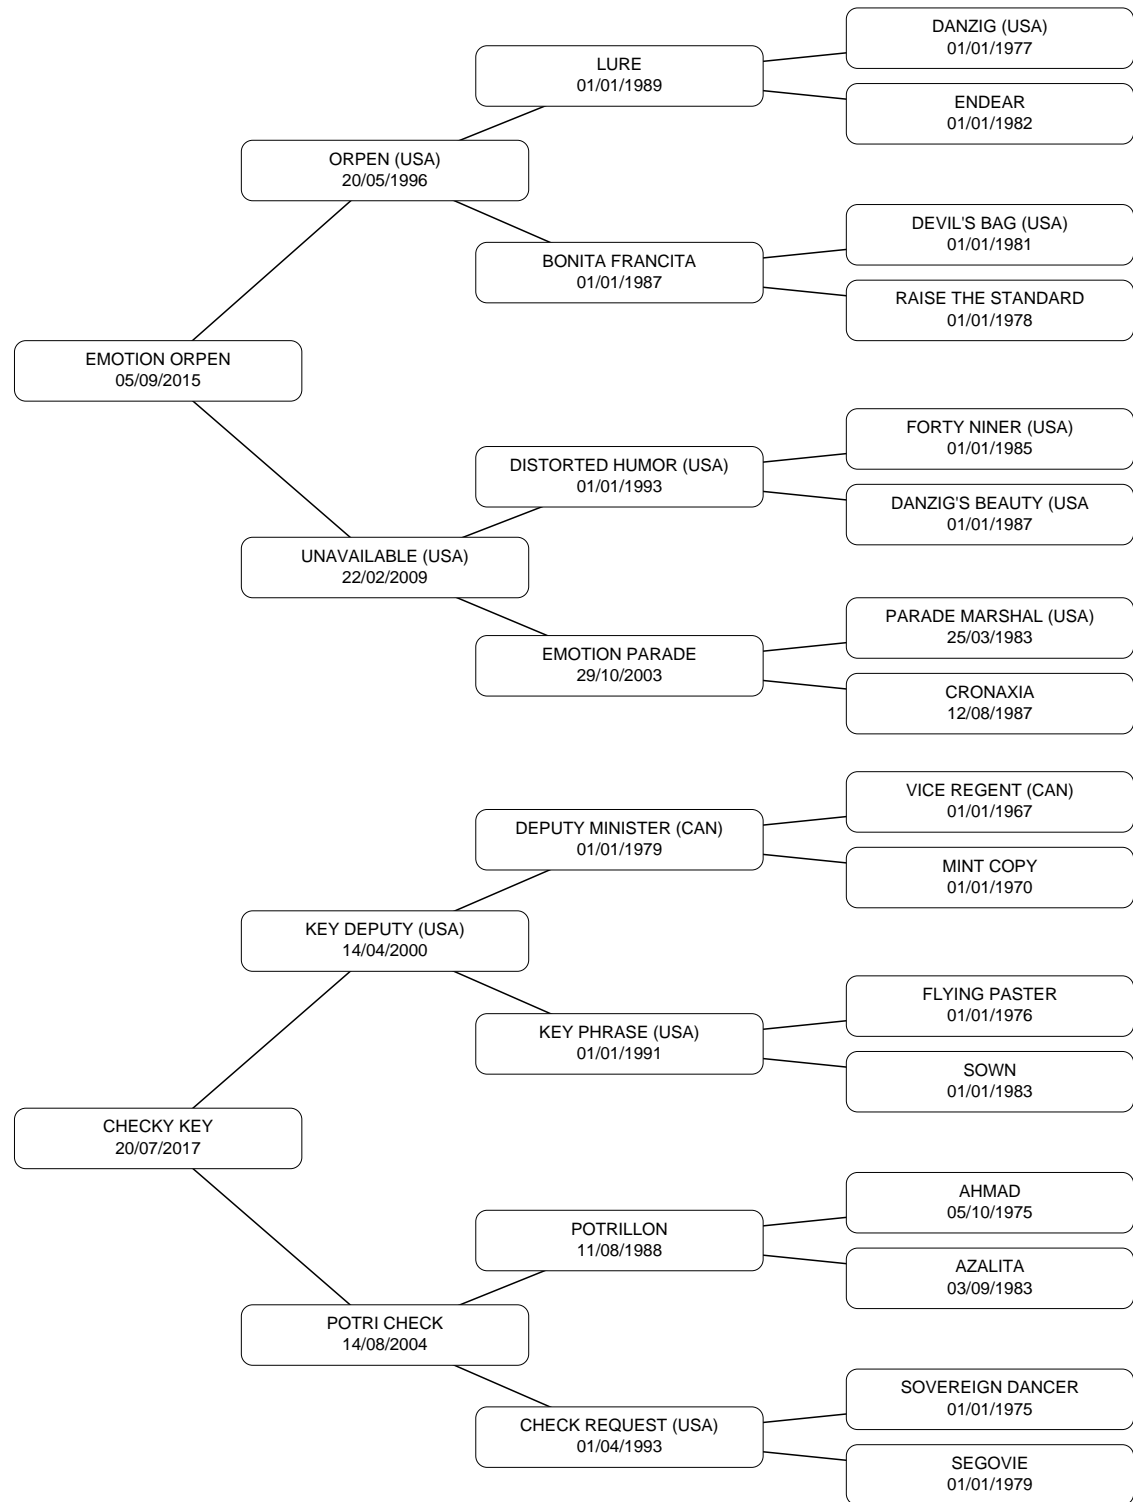 DANZIG (USA)
01/01/1977
LURE
01/01/1989
ENDEAR
01/01/1982
ORPEN (USA)
20/05/1996
DEVIL'S BAG (USA)
01/01/1981
BONITA FRANCITA
01/01/1987
RAISE THE STANDARD
01/01/1978
EMOTION ORPEN
05/09/2015
FORTY NINER (USA)
01/01/1985
DISTORTED HUMOR (USA)
01/01/1993
DANZIG'S BEAUTY (USA
01/01/1987
UNAVAILABLE (USA)
22/02/2009
PARADE MARSHAL (USA)
25/03/1983
EMOTION PARADE
29/10/2003
CRONAXIA
12/08/1987
VICE REGENT (CAN)
01/01/1967
DEPUTY MINISTER (CAN)
01/01/1979
MINT COPY
01/01/1970
KEY DEPUTY (USA)
14/04/2000
FLYING PASTER
01/01/1976
KEY PHRASE (USA)
01/01/1991
SOWN
01/01/1983
CHECKY KEY
20/07/2017
AHMAD
05/10/1975
POTRILLON
11/08/1988
AZALITA
03/09/1983
POTRI CHECK
14/08/2004
SOVEREIGN DANCER
01/01/1975
CHECK REQUEST (USA)
01/04/1993
SEGOVIE
01/01/1979